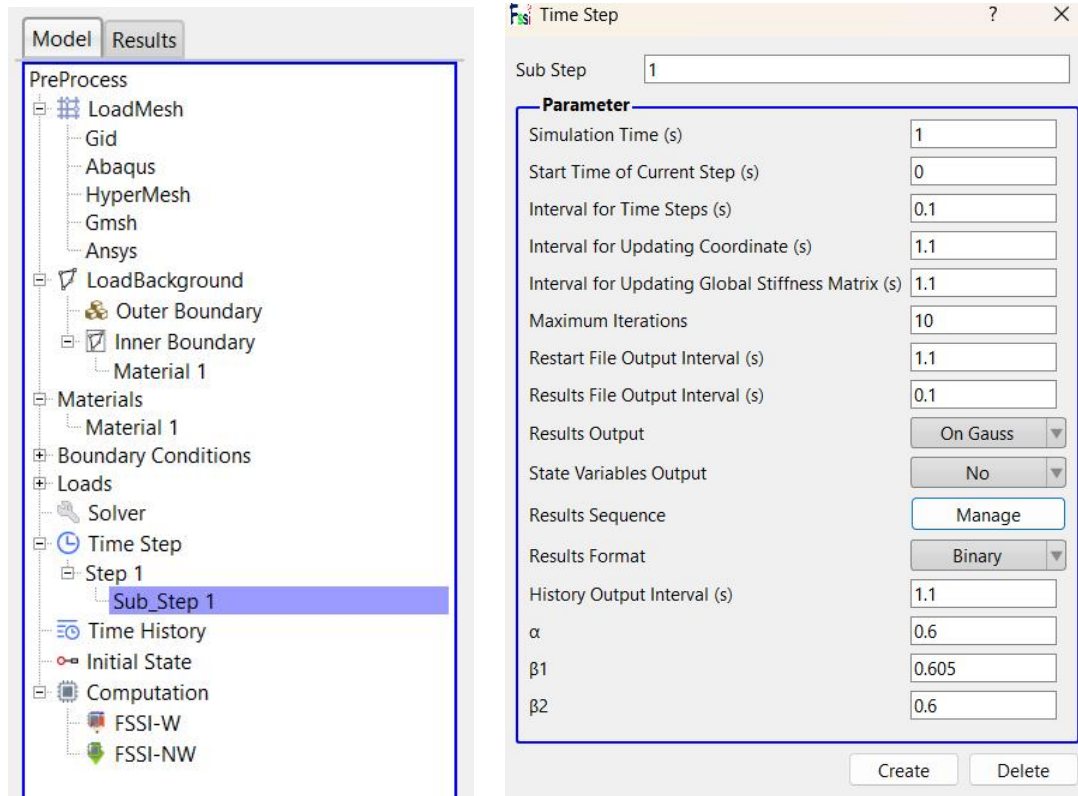 Model Results
PreProcess
LoadMesh
Gid
Abaqus
HyperMesh
Gmsh
Ansys
LoadBackground
Outer Boundary
Inner Boundary
Material 1
Materials
Material 1
Boundary Conditions
Loads
Solver
Time Step
Step 1
Sub_Step 1
Time History
Initial State
Computation
FSSI-W
FSSI-NW
Fssi Time Step ?
Sub Step 1
Parameter
Simulation Time (s) 1
Start Time of Current Step (s) 0
Interval for Time Steps (s) 0.1
Interval for Updating Coordinate (s) 1.1
Interval for Updating Global Stiffness Matrix (s) 1.1
Maximum Iterations 10
Restart File Output Interval (s) 1.1
Results File Output Interval (s) 0.1
Results Output On Gauss
State Variables Output No
Results Sequence Manage
Results Format Binary
History Output Interval (s) 1.1
α 0.6
β1 0.605
β2 0.6
Create Delete